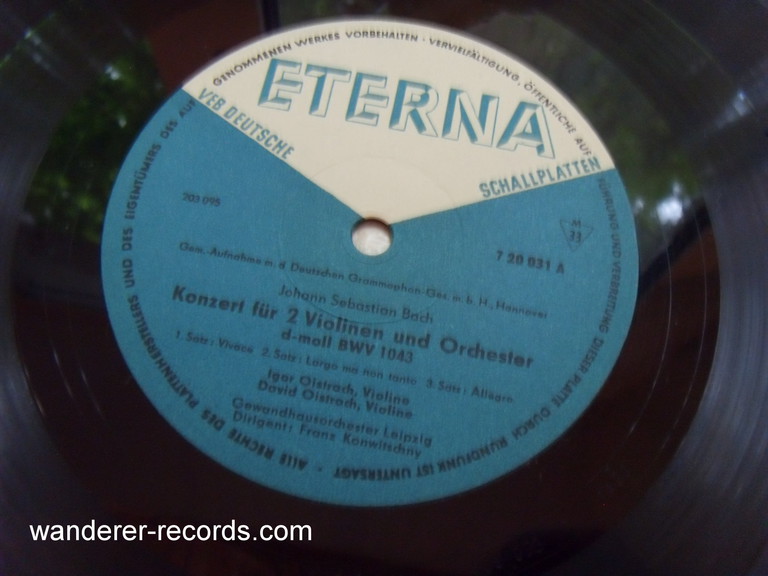 GENOMMENEN WERKES VORBEHALTEN · VERVIELFÄLTIGUNG, ÖFFENTLICHE AUF
ETERNA
VEB DEUTSCHE
SCHALLPLATTEN
203 095
M
33
7 20 031 A
Gem.-Aufnahme m. d. Deutschen Grammophon-Ges. m. b. H., Hannover
Johann Sebastian Bach
Konzert für 2 Violinen und Orchester
d-moll BWV 1043
1. Satz: Vivace 2. Satz: Largo ma non tanto 3. Satz: Allegro
Igor Oistrach, Violine
David Oistrach, Violine
Gewandhausorchester Leipzig
Dirigent: Franz Konwitschny
FÜHRUNG UND VERBREITUNG DIESER PLATTE DURCH RUNDFUNK IST UNTERSAGT · ALLE RECHTE DES PLATTENHERSTELLERS UND DES EIGENTÜMERS DES AUF
wanderer-records.com